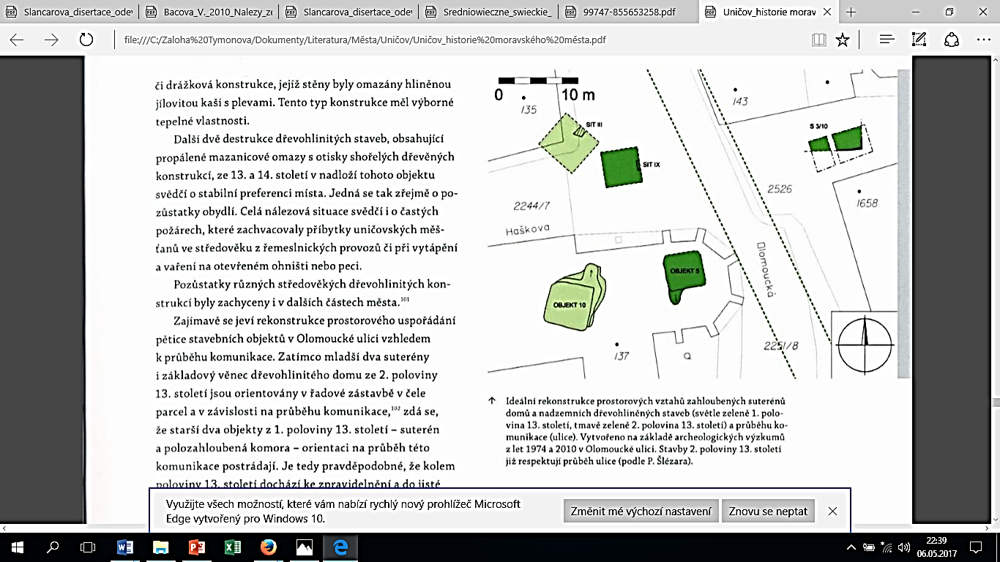 Slancarova_disertace_odev
Bacova_V._2010_Nalezy_ze
Slancarova_disertace_odev
Sredniowieczne_swieckie_
99747-855653258.pdf
Uničov_historie morav
file:///C:/Zaloha%20Tymonova/Dokumenty/Literatura/Města/Uničov/Uničov_historie%20moravského%20města.pdf
či drážková konstrukce, jejíž stěny byly omazány hliněnou
jílovitou kaší s plevami. Tento typ konstrukce měl výborné
tepelné vlastnosti.
Další dvě destrukce dřevohlinitých staveb, obsahující
propálené mazanicové omazy s otisky shořelých dřevěných
konstrukcí, ze 13. a 14. století v nadloží tohoto objektu
svědčí o stabilní preferenci místa. Jedná se tak zřejmě o po-
zůstatky obydlí. Celá nálezová situace svědčí i o častých
požárech, které zachvacovaly příbytky uničovských měš-
ťanů ve středověku z řemeslnických provozů či při vytápění
a vaření na otevřeném ohništi nebo peci.
Pozůstatky různých středověkých dřevohlinitých kon-
strukcí byly zachyceny i v dalších částech města.101
Zajímavě se jeví rekonstrukce prostorového uspořádání
pětice stavebních objektů v Olomoucké ulici vzhledem
k průběhu komunikace. Zatímco mladší dva suterény
i základový věnec dřevohlinitého domu ze 2. poloviny
13. století jsou orientovány v řadové zástavbě v čele
parcel a v závislosti na průběhu komunikace,102 zdá se,
že starší dva objekty z 1. poloviny 13. století – suterén
a polozahloubená komora – orientaci na průběh této
komunikace postrádají. Je tedy pravděpodobné, že kolem
poloviny 13. století dochází ke zpravidelnění a do jisté
0 10 m
135
143
SIT III
S 3/10
SIT IX
2526
2244/7
1658
Haškova
Olomoucká
OBJEKT 5
OBJEKT 10
137
Q
2251/8
↑ Ideální rekonstrukce prostorových vztahů zahloubených suterénů
domů a nadzemních dřevohliněných staveb (světle zeleně 1. polo-
vina 13. století, tmavě zeleně 2. polovina 13. století) a průběhu ko-
munikace (ulice). Vytvořeno na základě archeologických výzkumů
z let 1974 a 2010 v Olomoucké ulici. Stavby 2. poloviny 13. století
již respektují průběh ulice (podle P. Šlézara).
Využijte všech možností, které vám nabízí rychlý nový prohlížeč Microsoft
Edge vytvořený pro Windows 10.
Změnit mé výchozí nastavení
Znovu se neptat
22:39
06.05.2017